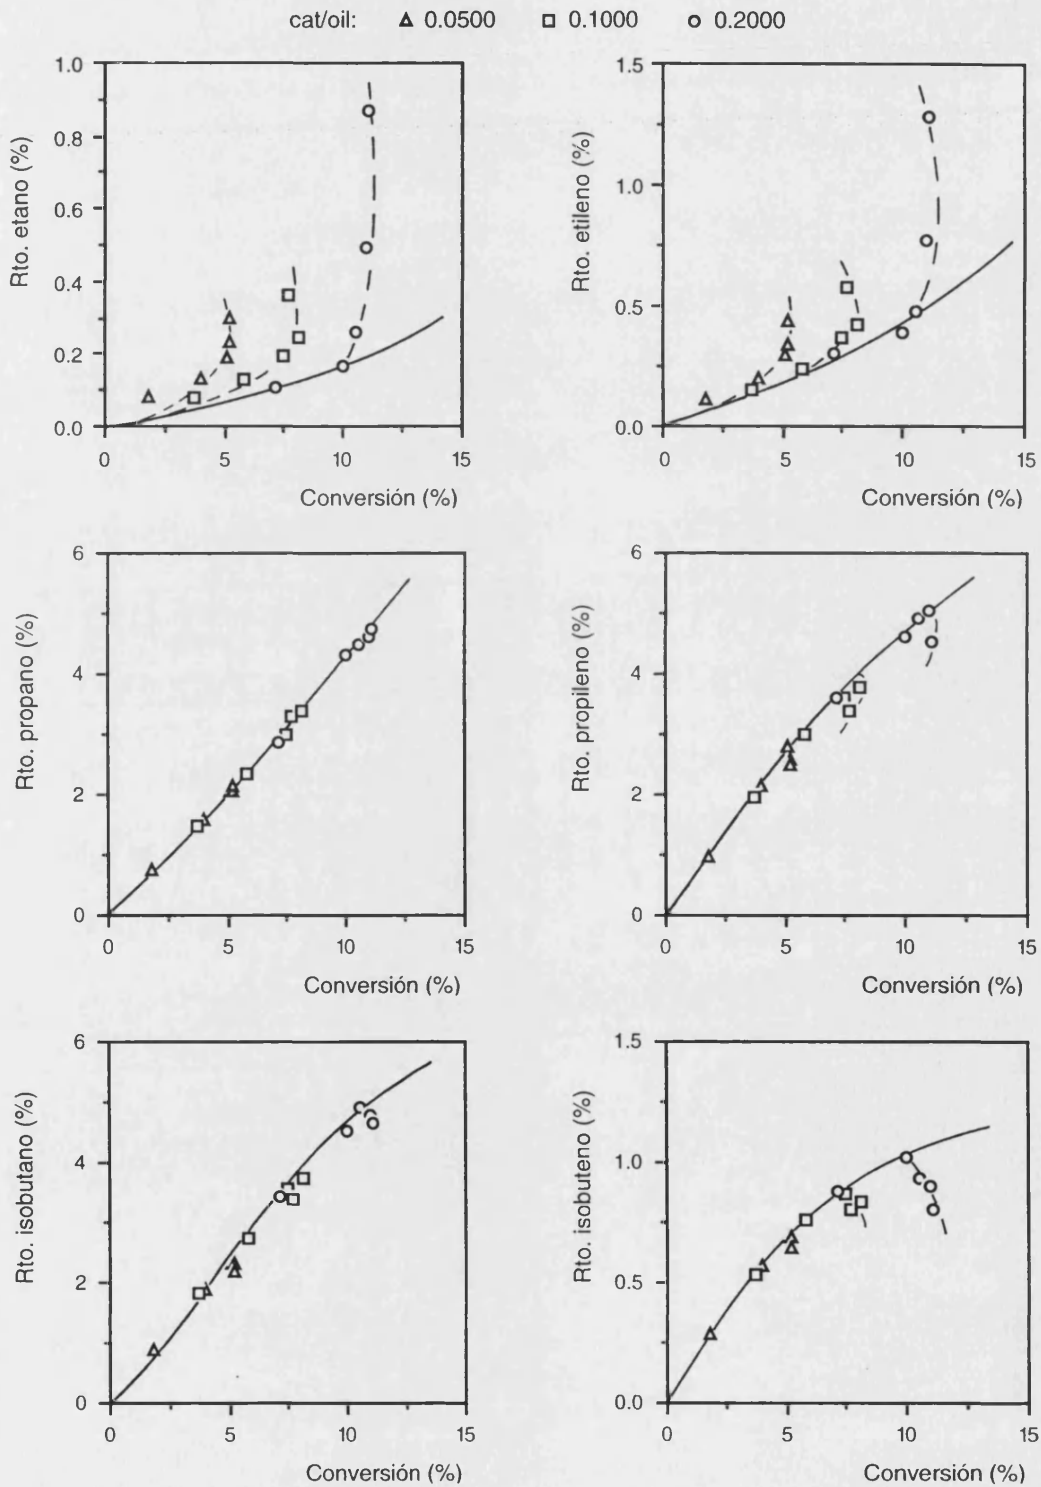 cat/oil: △ 0.0500 □ 0.1000 ○ 0.2000
Rto. etano (%)
1.0
0.8
0.6
0.4
0.2
0.0
0 5 10 15
Conversión (%)
Rto. etileno (%)
1.5
1.0
0.5
0.0
0 5 10 15
Conversión (%)
Rto. propano (%)
6
4
2
0
0 5 10 15
Conversión (%)
Rto. propileno (%)
6
4
2
0
0 5 10 15
Conversión (%)
Rto. isobutano (%)
6
4
2
0
0 5 10 15
Conversión (%)
Rto. isobuteno (%)
1.5
1.0
0.5
0.0
0 5 10 15
Conversión (%)